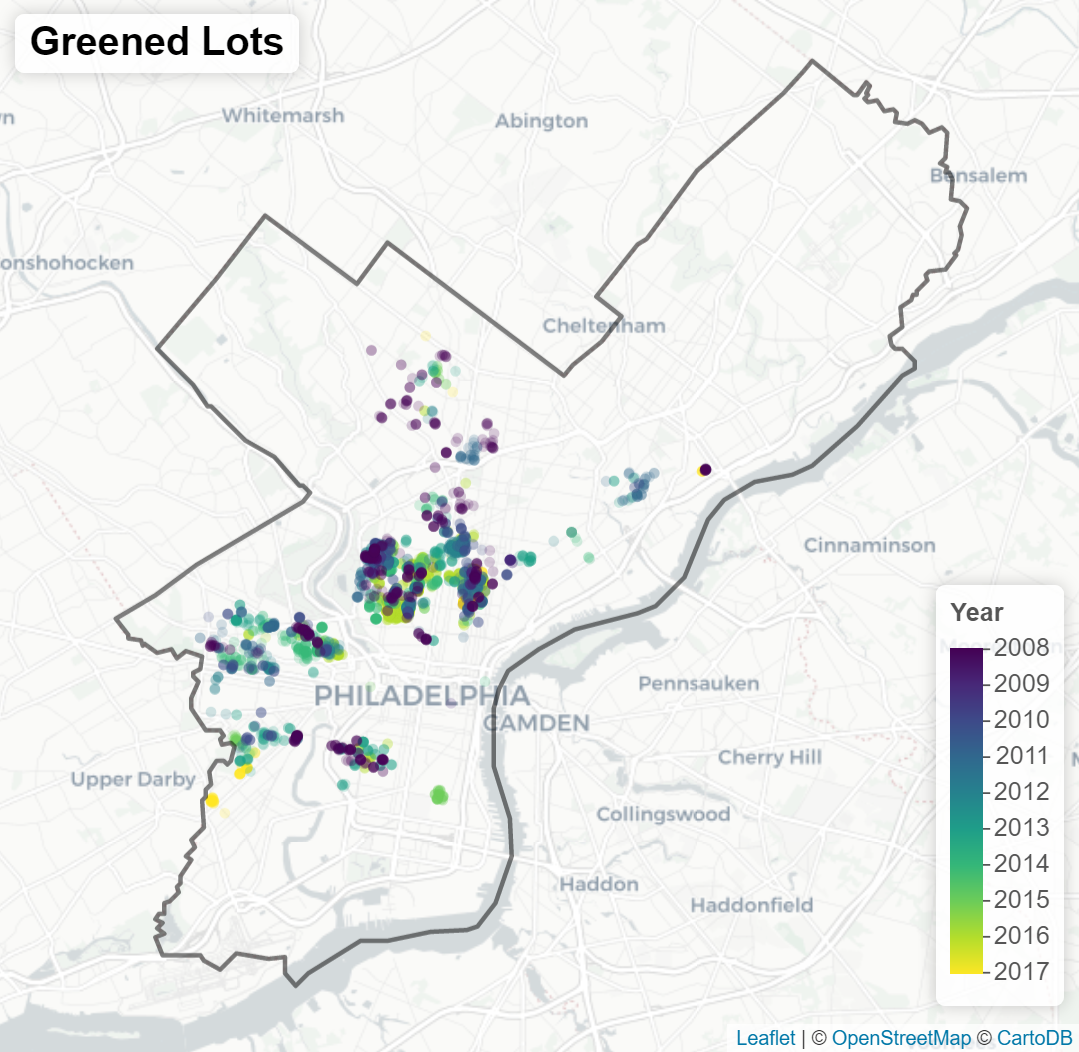 Greened Lots
Whitemarsh
Abington
Bensalem
onshohocken
Cheltenham
Cinnaminson
PHILADELPHIA
Pennsauken
CAMDEN
Cherry Hill
Upper Darby
Collingswood
Haddon
Haddonfield
Year
2008
2009
2010
2011
2012
2013
2014
2015
2016
2017
Leaflet | © OpenStreetMap © CartoDB